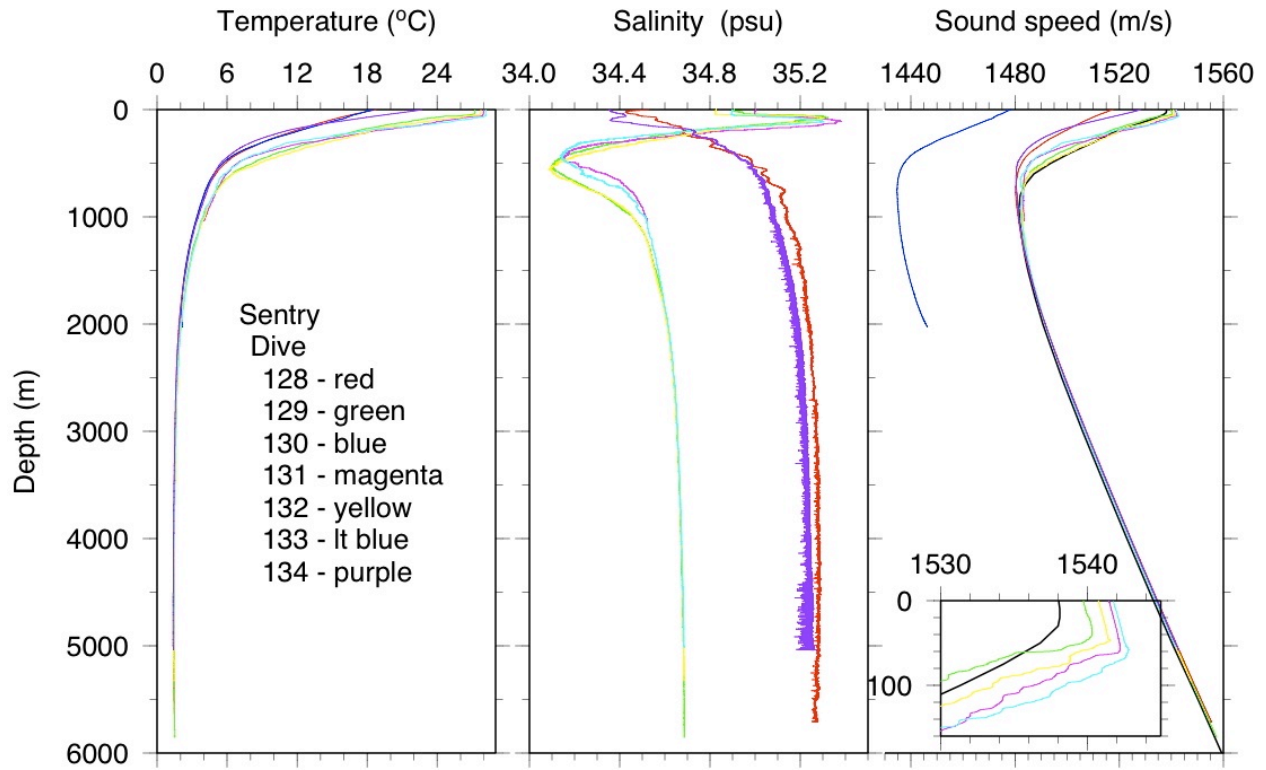 Temperature (°C) Salinity (psu) Sound speed (m/s)
0 6 12 18 24 34.0 34.4 34.8 35.2 1440 1480 1520 1560
0
1000
2000
3000
4000
5000
6000
Depth (m)
Sentry
Dive
128 - red
129 - green
130 - blue
131 - magenta
132 - yellow
133 - lt blue
134 - purple
1530 1540
0
100